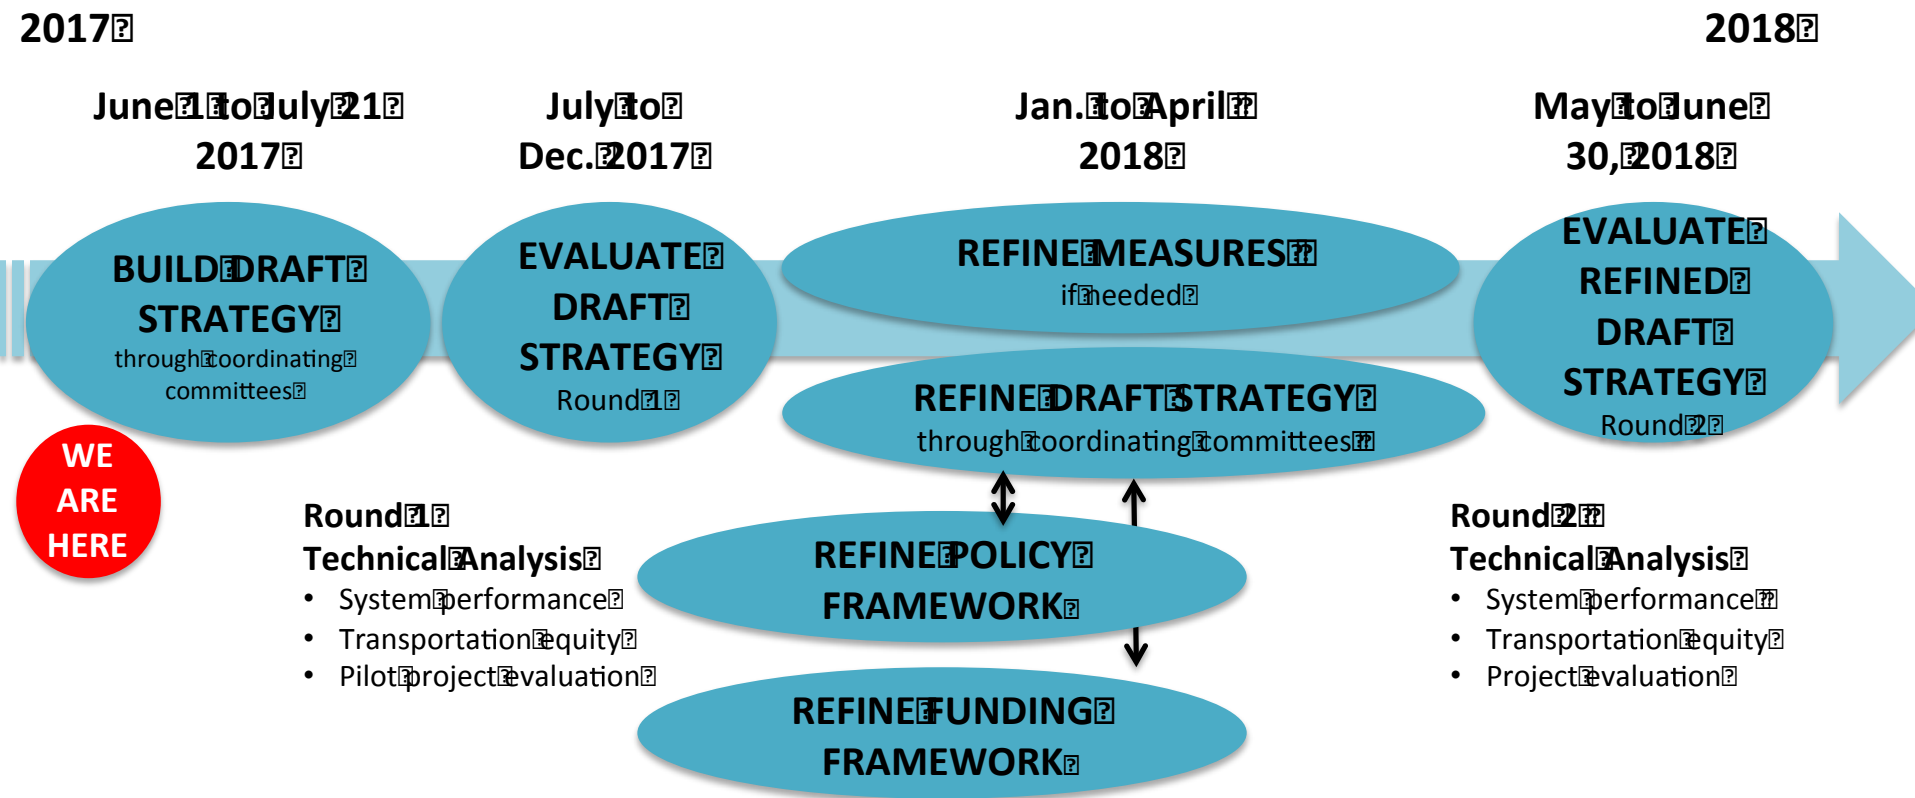 2017
2018
June 1 to July 21
2017
July to
Dec. 2017
Jan. to April
2018
May to June
30, 2018
BUILD DRAFT
STRATEGY
through coordinating
committees
EVALUATE
DRAFT
STRATEGY
Round 1
REFINE MEASURES
if needed
REFINE DRAFT STRATEGY
through coordinating committees
EVALUATE
REFINED
DRAFT
STRATEGY
Round 2
WE
ARE
HERE
Round 1
Technical Analysis
• System performance
• Transportation equity
• Pilot project evaluation
REFINE POLICY
FRAMEWORK
REFINE FUNDING
FRAMEWORK
Round 2
Technical Analysis
• System performance
• Transportation equity
• Project evaluation